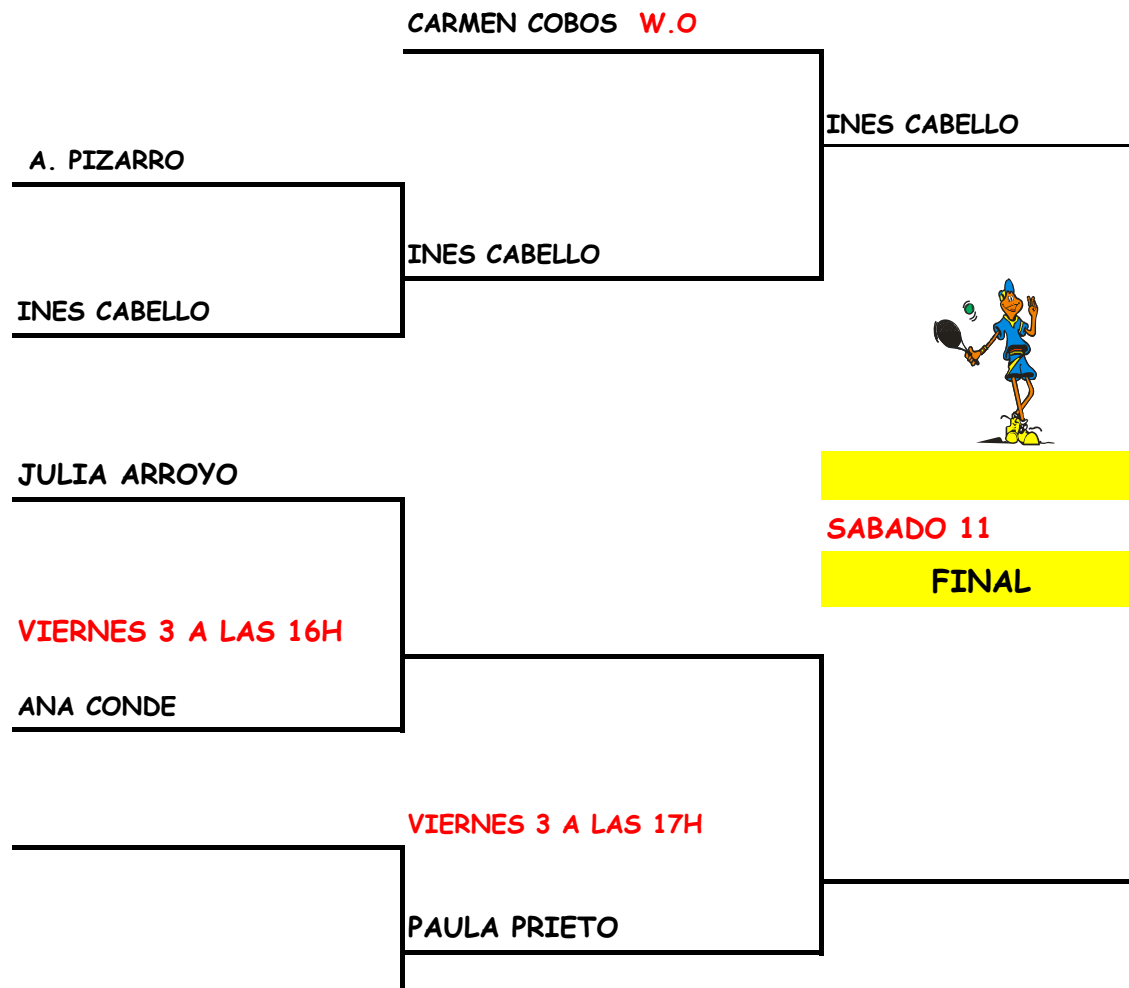 CARMEN COBOS W.O
INES CABELLO
A. PIZARRO
INES CABELLO
INES CABELLO
JULIA ARROYO
SABADO 11
FINAL
VIERNES 3 A LAS 16H
ANA CONDE
VIERNES 3 A LAS 17H
PAULA PRIETO